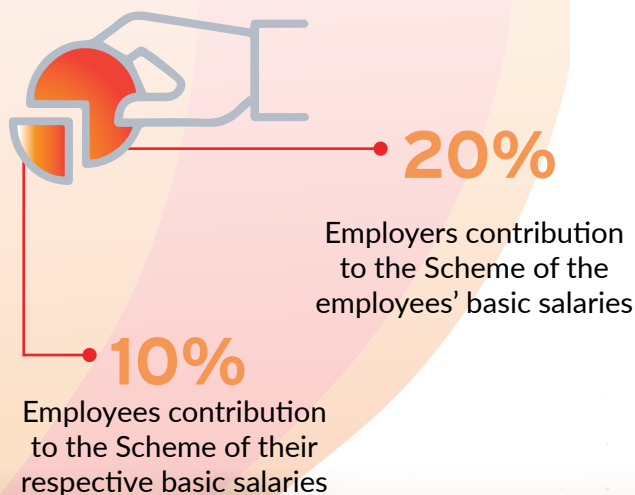 20%
Employers contribution
to the Scheme of the
employees’ basic salaries
10%
Employees contribution
to the Scheme of their
respective basic salaries